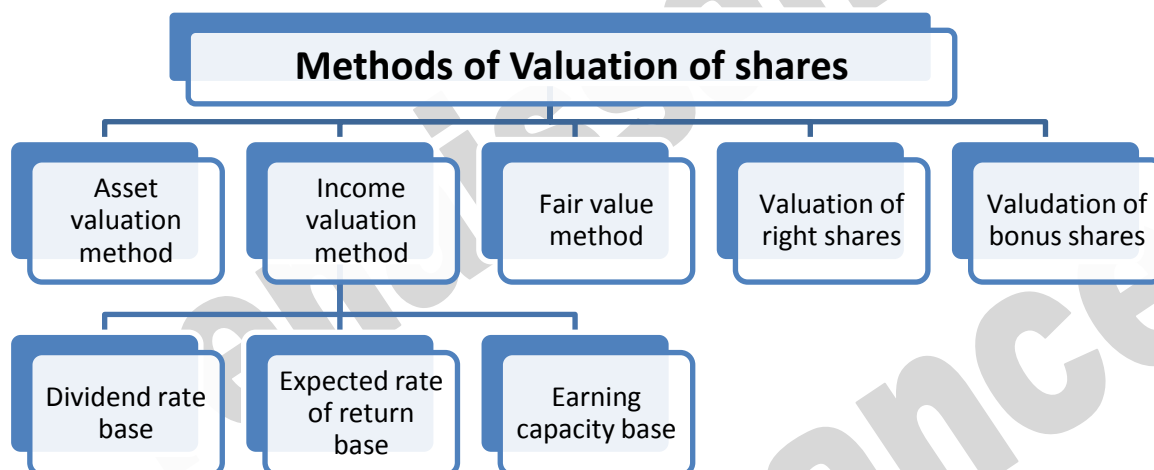 Methods of Valuation of shares
Asset
valuation
method
Income
valuation
method
Fair value
method
Valuation of
right shares
Valudation of
bonus shares
Dividend rate
base
Expected rate
of return
base
Earning
capacity base